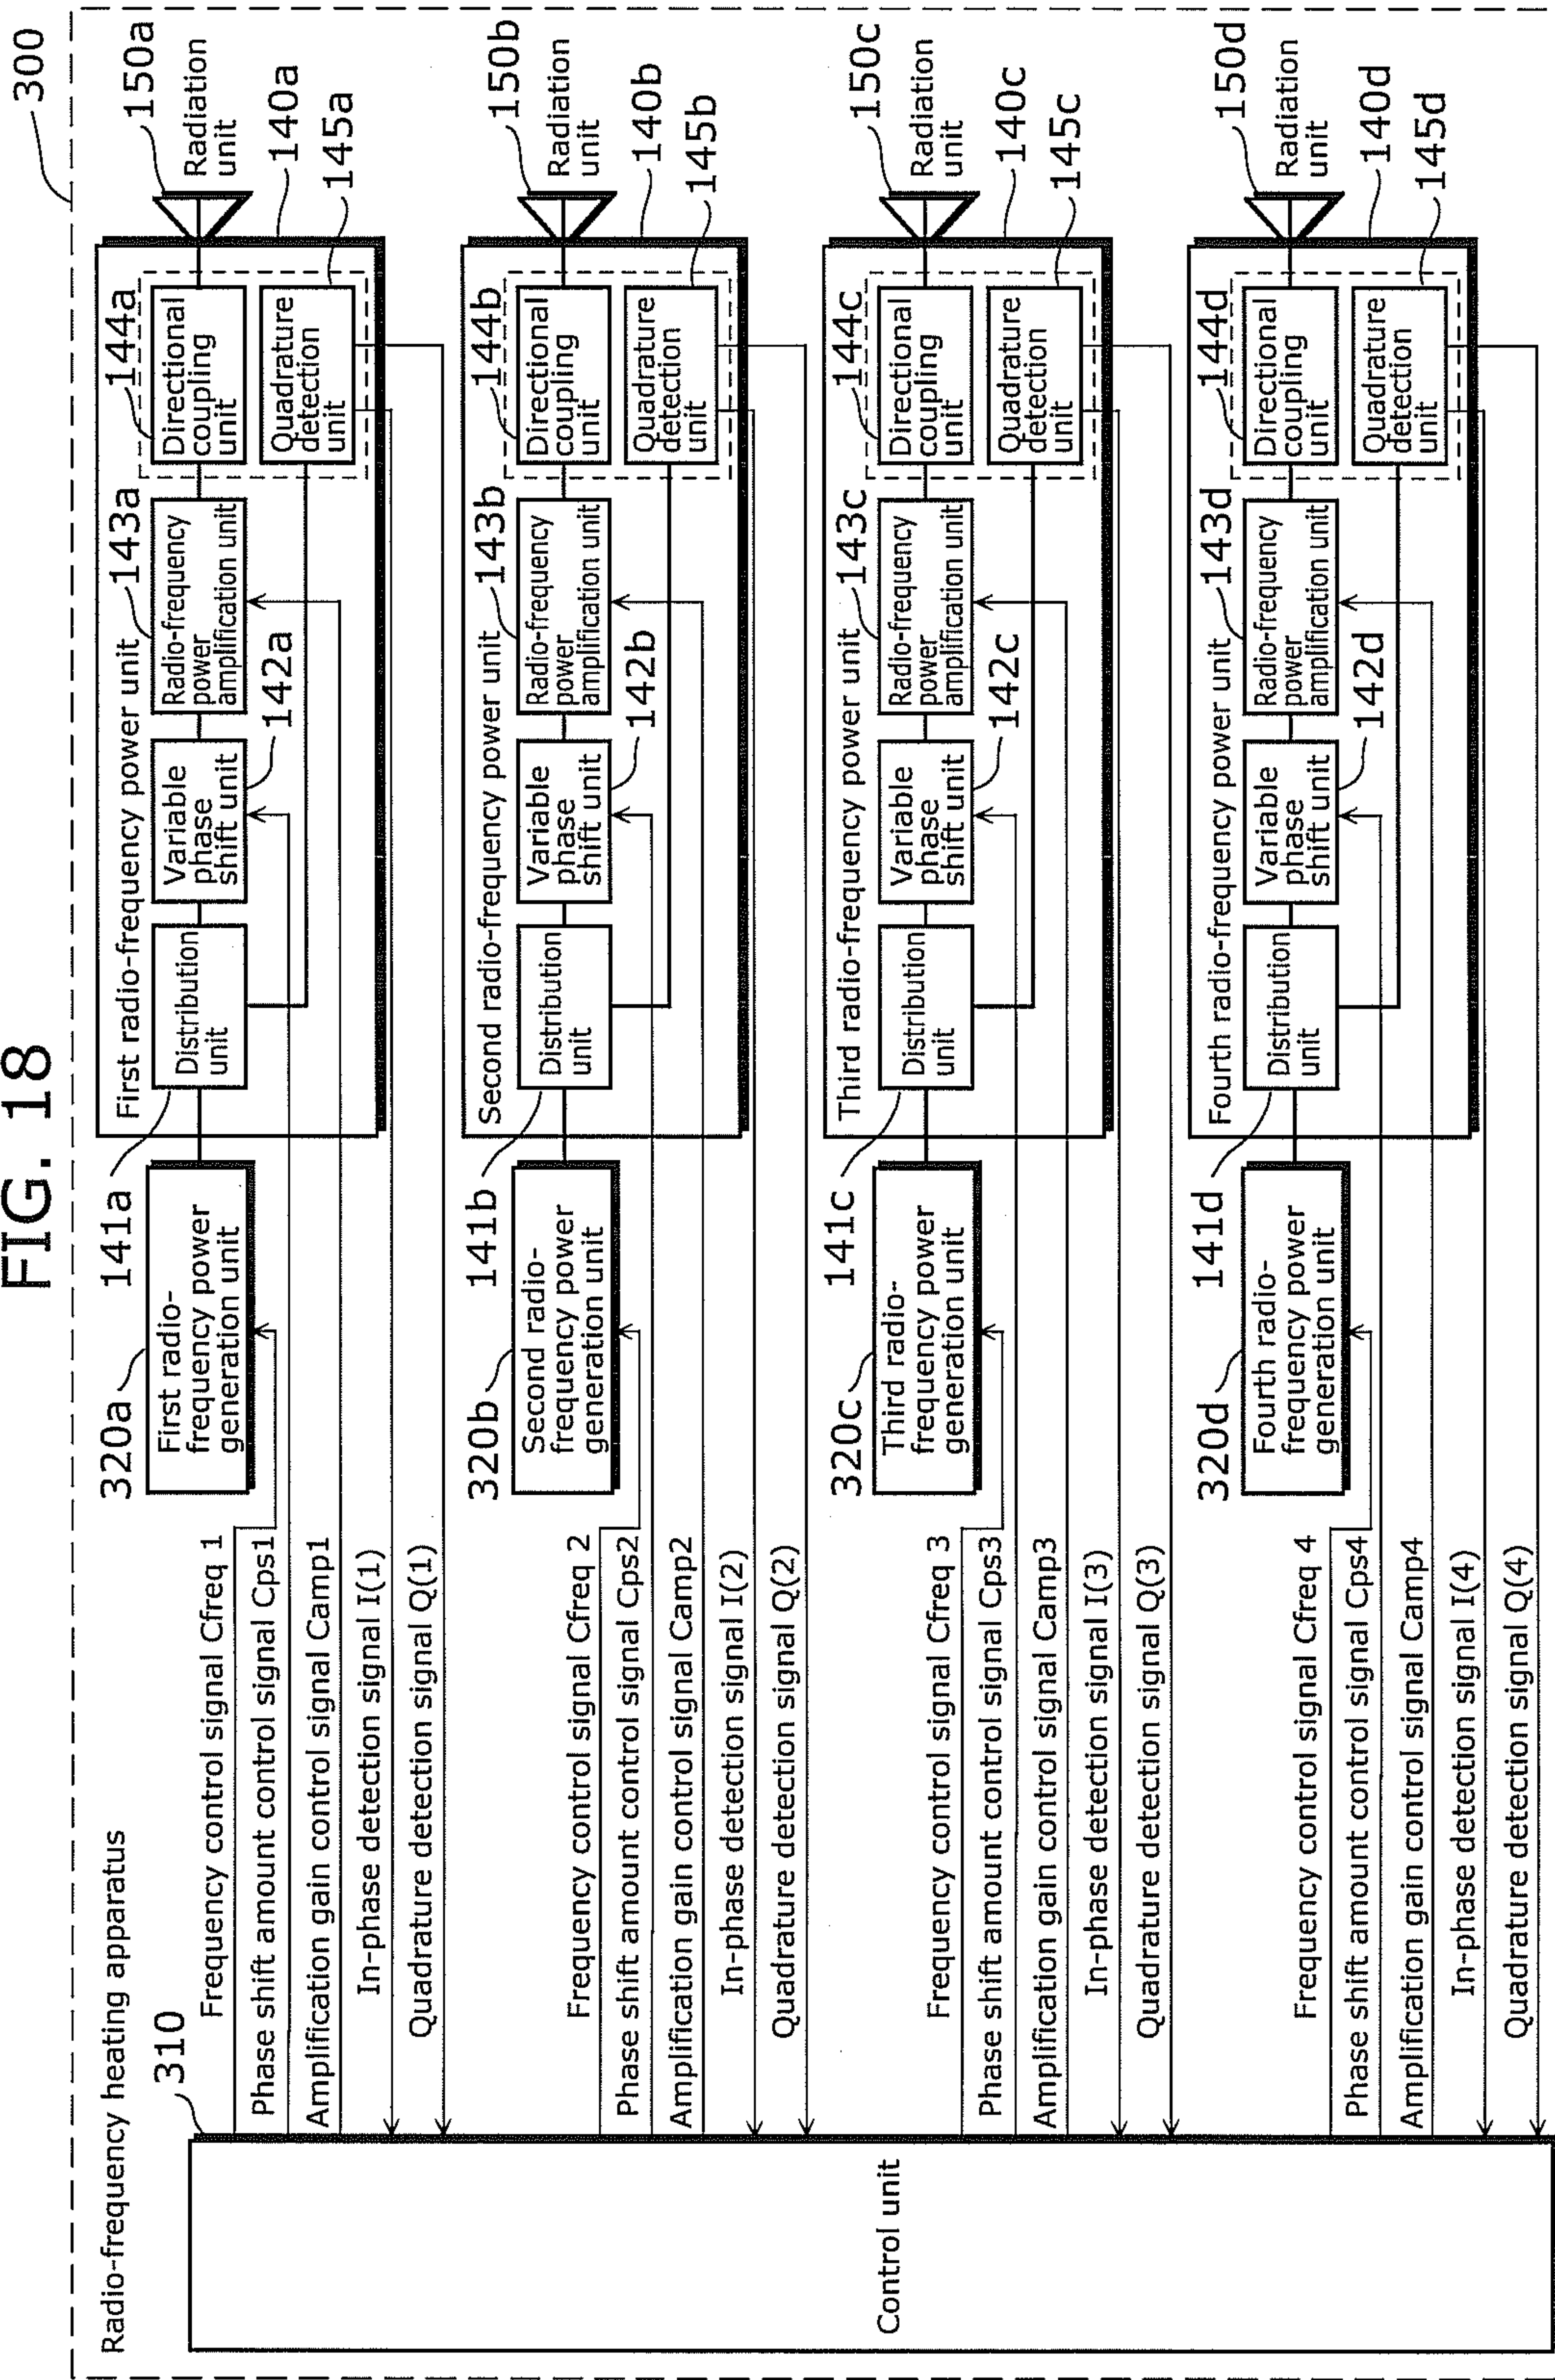 FIG. 18
300
Radio-frequency heating apparatus
310
Control unit
Frequency control signal Cfreq 1
Phase shift amount control signal Cps1
Amplification gain control signal Camp1
In-phase detection signal I(1)
Quadrature detection signal Q(1)
320a
First radio-
frequency power
generation unit
141a
First radio-frequency power unit
Distribution
unit
Variable
phase
shift unit
142a
143a
Radio-frequency
power
amplification unit
144a
Directional
coupling
unit
Quadrature
detection
unit
150a
Radiation
unit
140a
145a
Frequency control signal Cfreq 2
Phase shift amount control signal Cps2
Amplification gain control signal Camp2
In-phase detection signal I(2)
Quadrature detection signal Q(2)
320b
Second radio-
frequency power
generation unit
141b
Second radio-frequency power unit
Distribution
unit
Variable
phase
shift unit
142b
143b
Radio-frequency
power
amplification unit
144b
Directional
coupling
unit
Quadrature
detection
unit
150b
Radiation
unit
140b
145b
Frequency control signal Cfreq 3
Phase shift amount control signal Cps3
Amplification gain control signal Camp3
In-phase detection signal I(3)
Quadrature detection signal Q(3)
320c
Third radio-
frequency power
generation unit
141c
Third radio-frequency power unit
Distribution
unit
Variable
phase
shift unit
142c
143c
Radio-frequency
power
amplification unit
144c
Directional
coupling
unit
Quadrature
detection
unit
150c
Radiation
unit
140c
145c
Frequency control signal Cfreq 4
Phase shift amount control signal Cps4
Amplification gain control signal Camp4
In-phase detection signal I(4)
Quadrature detection signal Q(4)
320d
Fourth radio-
frequency power
generation unit
141d
Fourth radio-frequency power unit
Distribution
unit
Variable
phase
shift unit
142d
143d
Radio-frequency
power
amplification unit
144d
Directional
coupling
unit
Quadrature
detection
unit
150d
Radiation
unit
140d
145d